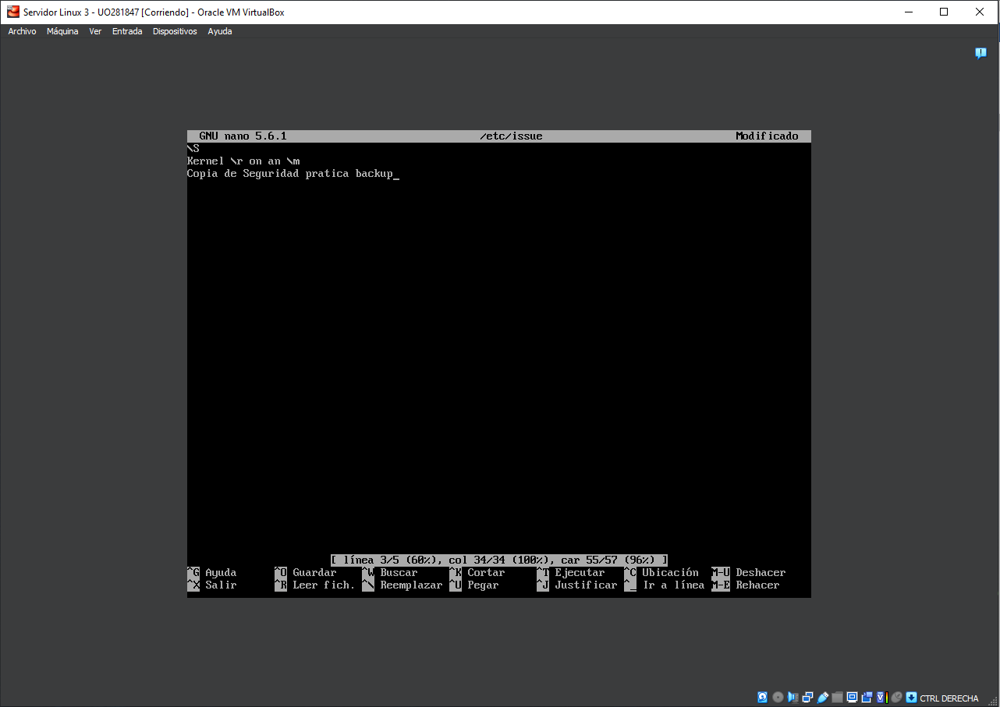 Servidor Linux 3 - UO281847 [Corriendo] - Oracle VM VirtualBox
Archivo Máquina Ver Entrada Dispositivos Ayuda
GNU nano 5.6.1 /etc/issue Modificado
\S
Kernel \r on an \m
Copia de Seguridad pratica backup_
[ línea 3/5 (60%), col 34/34 (100%), car 55/57 (96%) ]
^G Ayuda ^O Guardar ^W Buscar ^K Cortar ^T Ejecutar ^C Ubicación M-U Deshacer
^X Salir ^R Leer fich. ^\ Reemplazar ^U Pegar ^J Justificar ^_ Ir a línea M-E Rehacer
CTRL DERECHA